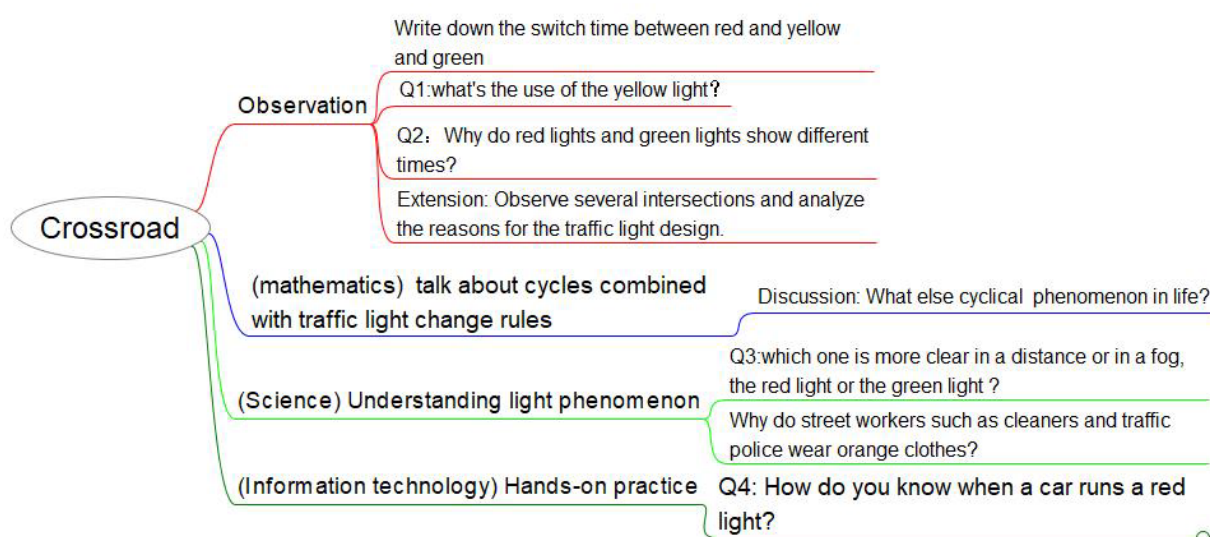 Crossroad
Observation
Write down the switch time between red and yellow
and green
Q1:what's the use of the yellow light?
Q2：Why do red lights and green lights show different
times?
Extension: Observe several intersections and analyze
the reasons for the traffic light design.
(mathematics)  talk about cycles combined
with traffic light change rules
Discussion: What else cyclical  phenomenon in life?
(Science) Understanding light phenomenon
Q3:which one is more clear in a distance or in a fog,
the red light or the green light ?
Why do street workers such as cleaners and traffic
police wear orange clothes?
(Information technology) Hands-on practice
Q4: How do you know when a car runs a red
light?